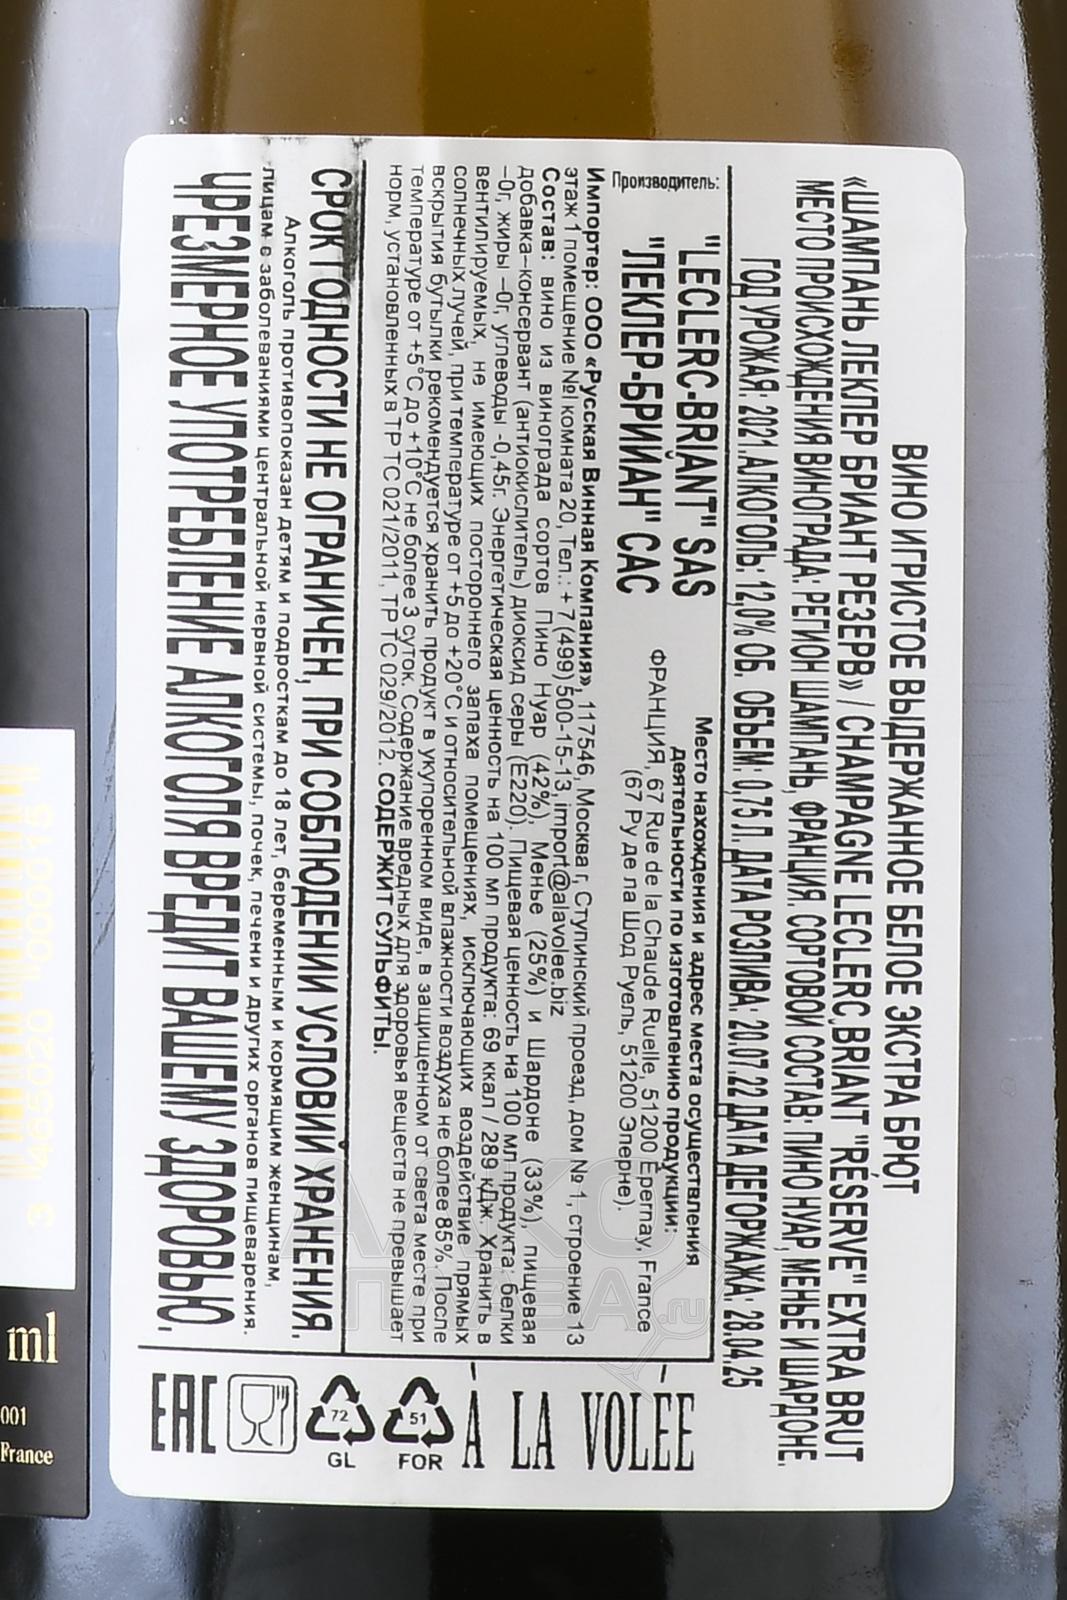 ВИНО ИГРИСТОЕ ВЫДЕРЖАННОЕ БЕЛОЕ ЭКСТРА БРЮТ
«ШАМПАНЬ ЛЕКЛЕР БРИАНТ РЕЗЕРВ» / CHAMPAGNE LECLERC BRIANT "RÉSERVE" EXTRA BRUT
МЕСТО ПРОИСХОЖДЕНИЯ ВИНОГРАДА: РЕГИОН ШАМПАНЬ, ФРАНЦИЯ. СОРТОВОЙ СОСТАВ: ПИНО НУАР, МЕНЬЕ И ШАРДОНЕ.
ГОД УРОЖАЯ: 2021. АЛКОГОЛЬ: 12,0% ОБ. ОБЪЕМ: 0,75 Л. ДАТА РОЗЛИВА: 20.07.22 ДАТА ДЕГОРЖАЖА: 28.04.25
Производитель:
"LECLERC-BRIANT" SAS
"ЛЕКЛЕР-БРИЙАН" САС
Место нахождения и адрес места осуществления
деятельности по изготовлению продукции:
ФРАНЦИЯ, 67 Rue de la Chaude Ruelle, 51200 Épernay, France
(67 Ру де ла Шод Руель, 51200 Эперне).
Импортер: ООО «Русская Винная Компания», 117546, Москва г, Ступинский проезд, дом № 1, строение 13
этаж 1 помещение №I комната 20, Тел.: + 7 (499) 500-15-13, import@alavolee.biz
Состав: вино из винограда сортов Пино Нуар (42%), Менье (25%) и Шардоне (33%), пищевая
добавка–консервант (антиокислитель) диоксид серы (Е220). Пищевая ценность на 100 мл продукта: белки
–0г, жиры –0г, углеводы -0,45г. Энергетическая ценность на 100 мл продукта: 69 ккал / 289 кДж. Хранить в
вентилируемых, не имеющих постороннего запаха помещениях, исключающих воздействие прямых
солнечных лучей, при температуре от +5 до +20°С и относительной влажности воздуха не более 85%. После
вскрытия бутылки рекомендуется хранить продукт в укупоренном виде, в защищенном от света месте при
температуре от +5°С до +10°С не более 3 суток. Содержание вредных для здоровья веществ не превышает
норм, установленных в ТР ТС 021/2011, ТР ТС 029/2012. СОДЕРЖИТ СУЛЬФИТЫ.
СРОК ГОДНОСТИ НЕ ОГРАНИЧЕН, ПРИ СОБЛЮДЕНИИ УСЛОВИЙ ХРАНЕНИЯ.
Алкоголь противопоказан детям и подросткам до 18 лет, беременным и кормящим женщинам,
лицам с заболеваниями центральной нервной системы, почек, печени и других органов пищеварения.
ЧРЕЗМЕРНОЕ УПОТРЕБЛЕНИЕ АЛКОГОЛЯ ВРЕДИТ ВАШЕМУ ЗДОРОВЬЮ.
À LA VOLÉE
51
FOR
72
GL
EAC
3 465020 000015
ml
001
France
АЛКОПРОВА.ru